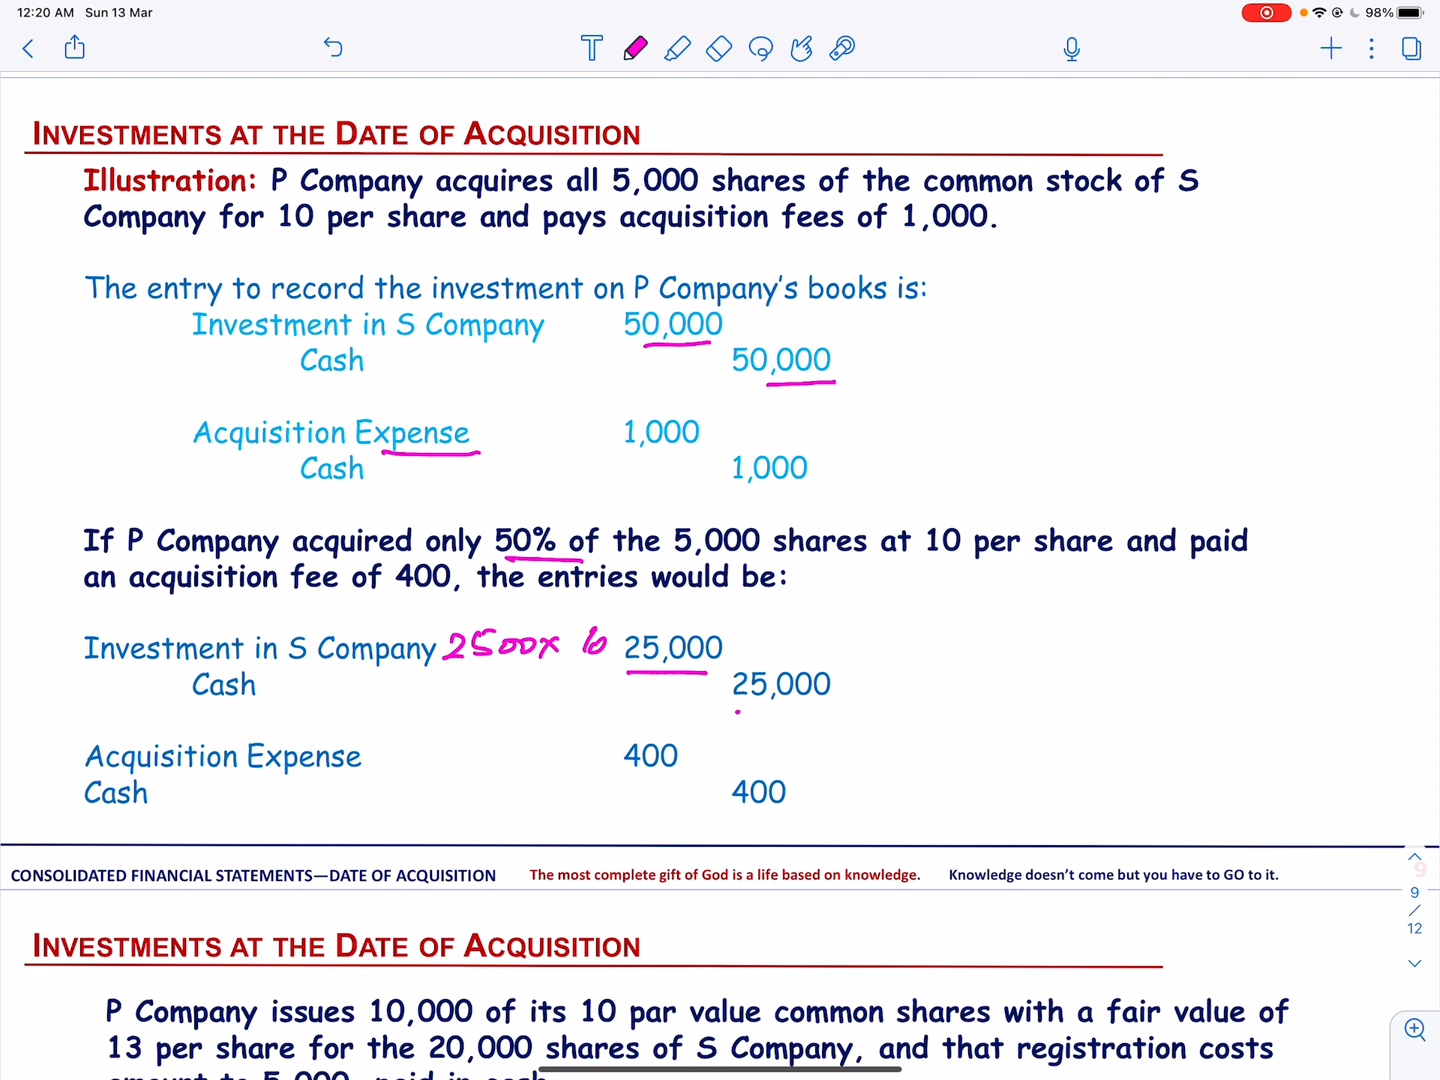 12:20 AM Sun 13 Mar
98%
INVESTMENTS AT THE DATE OF ACQUISITION
Illustration: P Company acquires all 5,000 shares of the common stock of S
Company for 10 per share and pays acquisition fees of 1,000.
The entry to record the investment on P Company's books is:
Investment in S Company 50,000
Cash 50,000
Acquisition Expense 1,000
Cash 1,000
If P Company acquired only 50% of the 5,000 shares at 10 per share and paid
an acquisition fee of 400, the entries would be:
Investment in S Company 2500x 10 25,000
Cash 25,000
Acquisition Expense 400
Cash 400
CONSOLIDATED FINANCIAL STATEMENTS—DATE OF ACQUISITION The most complete gift of God is a life based on knowledge. Knowledge doesn't come but you have to GO to it.
9
9
/
12
INVESTMENTS AT THE DATE OF ACQUISITION
P Company issues 10,000 of its 10 par value common shares with a fair value of
13 per share for the 20,000 shares of S Company, and that registration costs
amount to 5,000, paid in cash